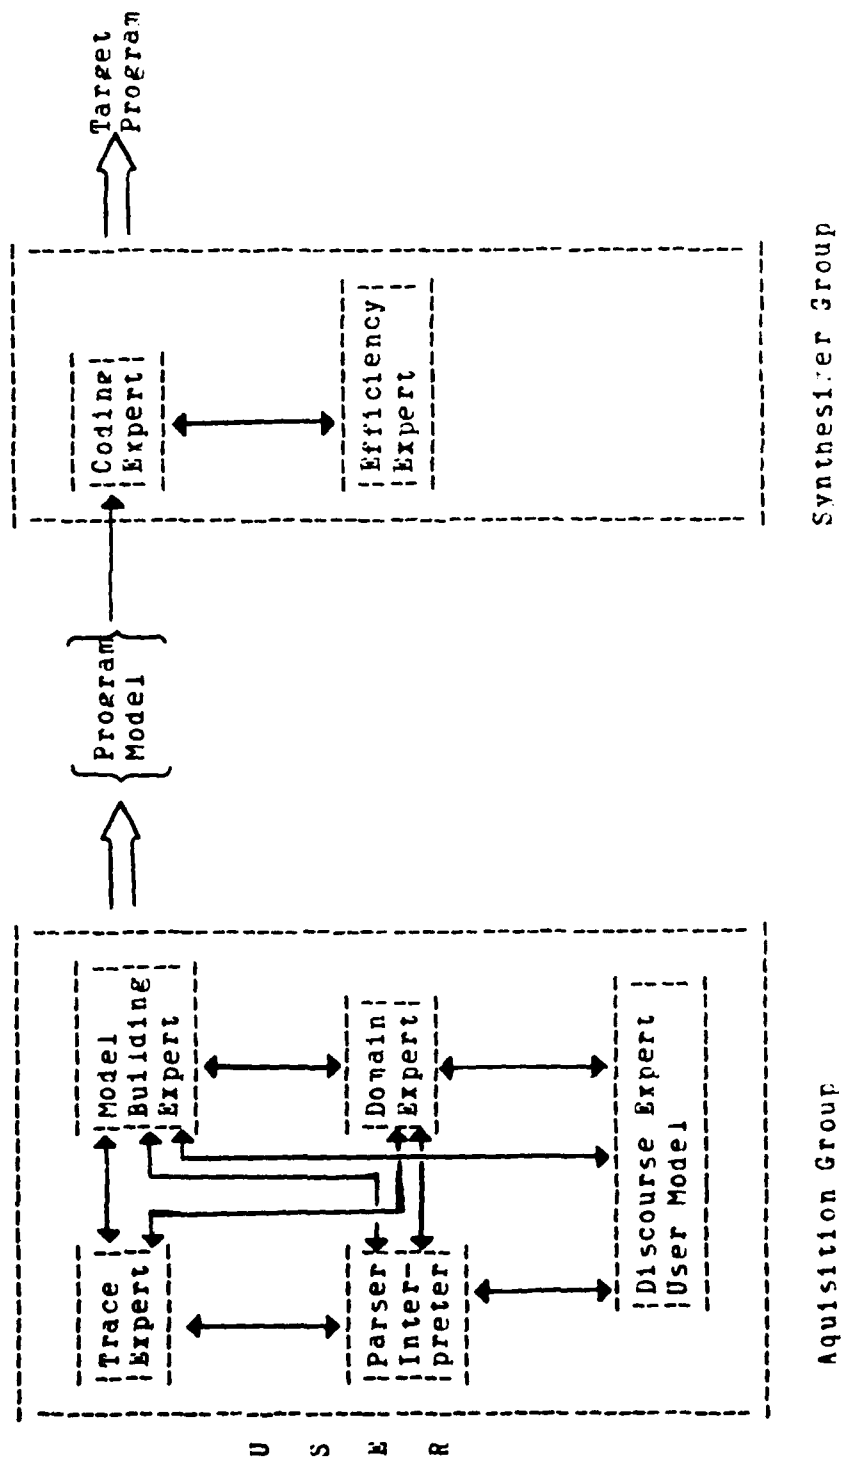 U
S
E
R
Trace
Expert
Parser
Inter-
preter
Model
Building
Expert
Domain
Expert
Discourse Expert
User Model
Aquisition Group
Program
Model
Coding
Expert
Efficiency
Expert
Synthesizer Group
Target
Program